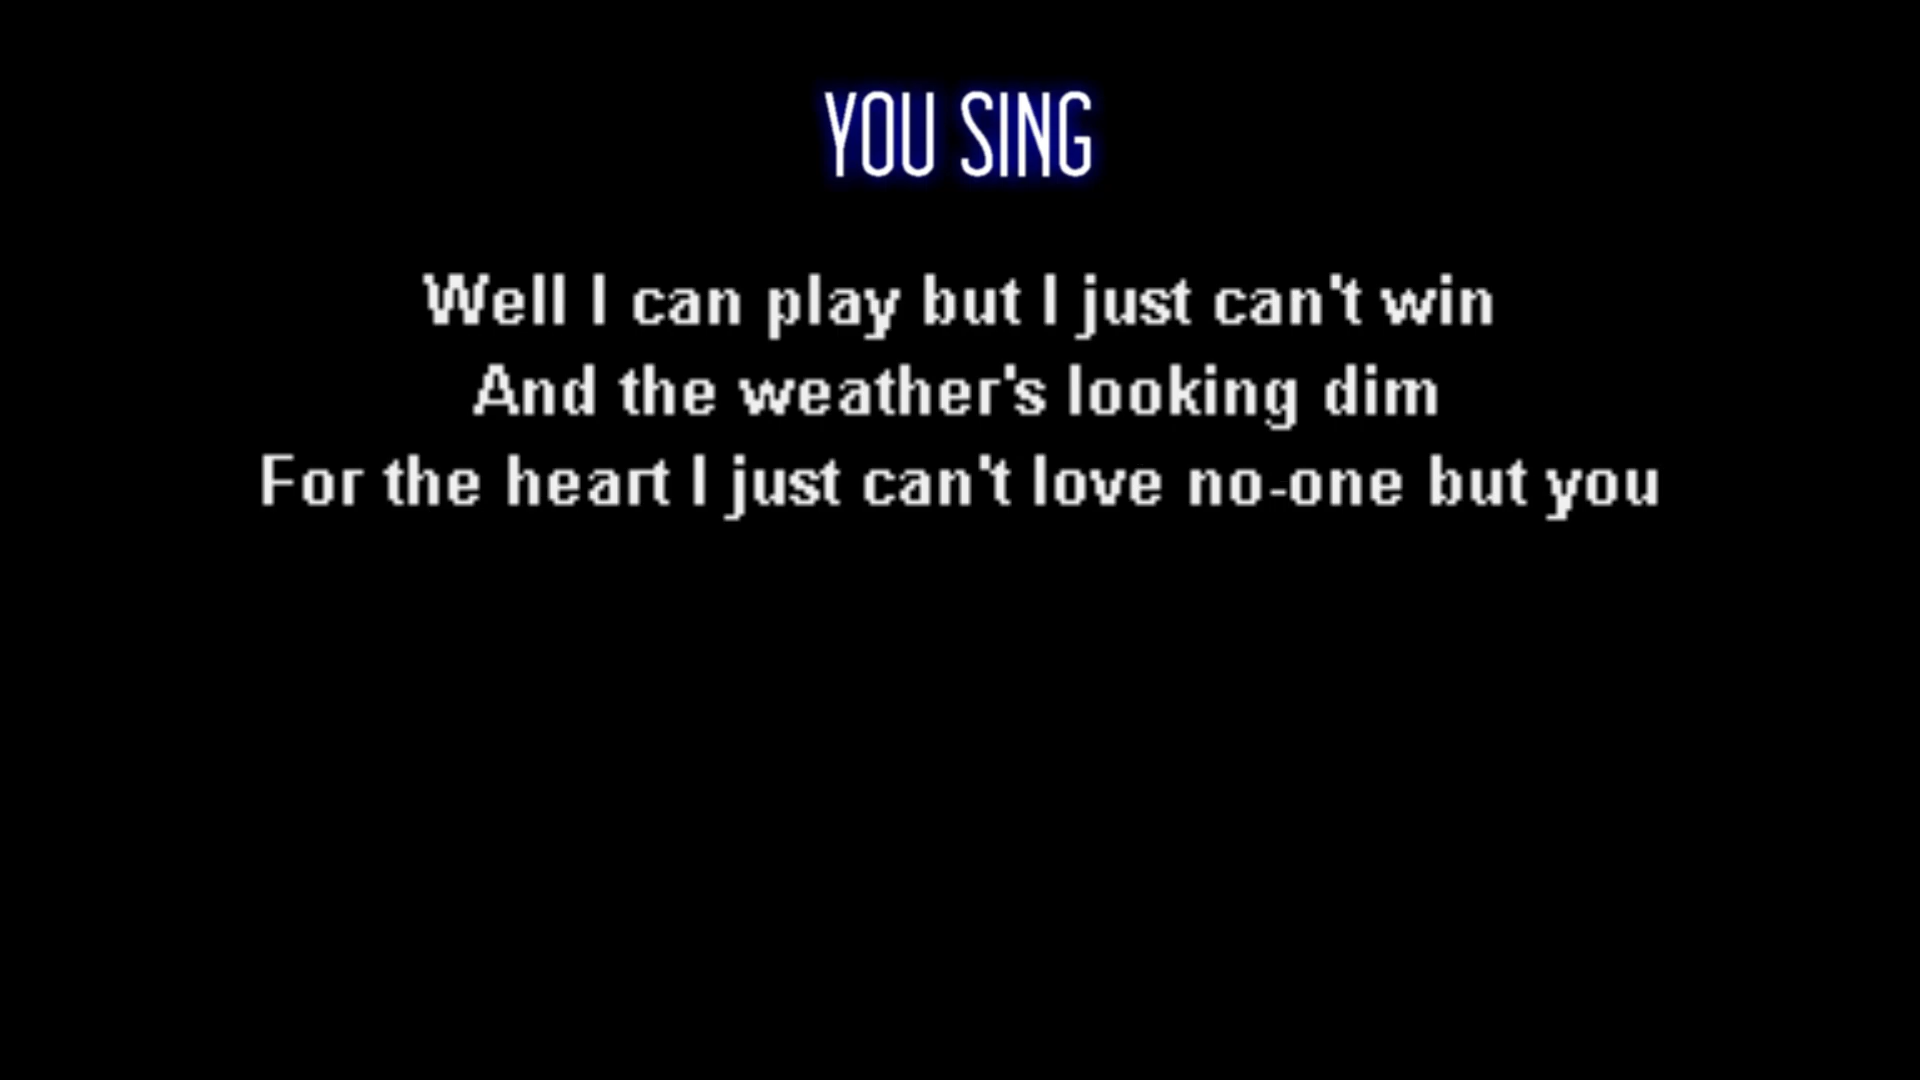 YOU SING
Well I can play but I just can't win
And the weather's looking dim
For the heart I just can't love no-one but you